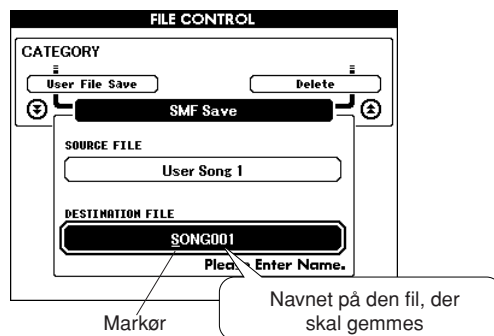 FILE CONTROL
CATEGORY
User File Save
Delete
SMF Save
SOURCE FILE
User Song 1
DESTINATION FILE
SONG001
Please Enter Name.
Markør
Navnet på den fil, der
skal gemmes